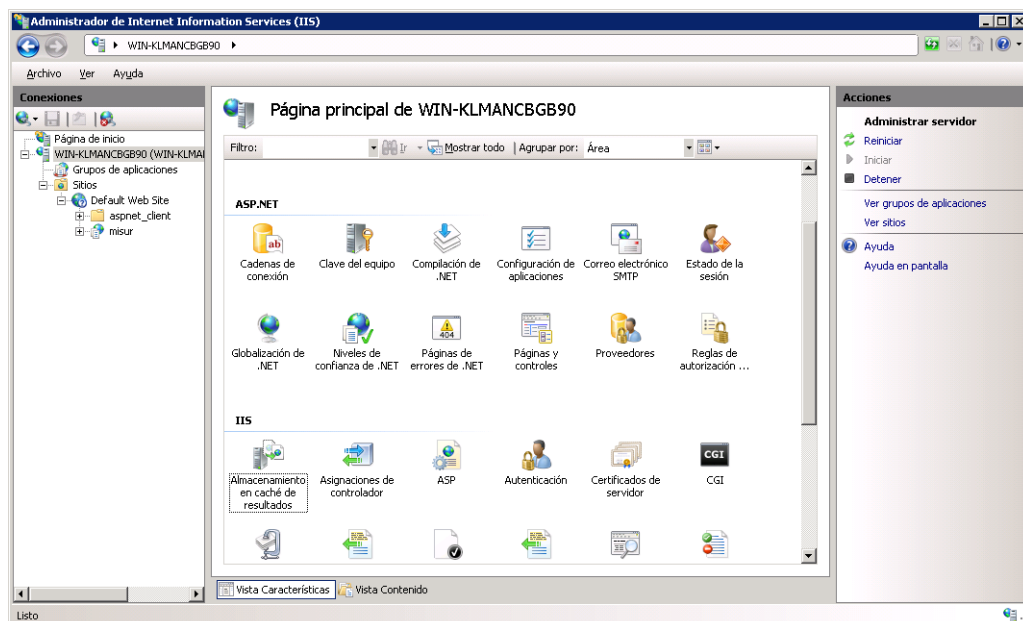 Administrador de Internet Information Services (IIS)
WIN-KLMANCBGB90
Archivo Ver Ayuda
Conexiones
Página de inicio
WIN-KLMANCBGB90 (WIN-KLMAI
Grupos de aplicaciones
Sitios
Default Web Site
aspnet_client
misur
Página principal de WIN-KLMANCBGB90
Filtro: Ir Mostrar todo Agrupar por: Área
ASP.NET
Cadenas de conexión
Clave del equipo
Compilación de .NET
Configuración de aplicaciones
Correo electrónico SMTP
Estado de la sesión
Globalización de .NET
Niveles de confianza de .NET
Páginas de errores de .NET
Páginas y controles
Proveedores
Reglas de autorización ...
IIS
Almacenamiento en caché de resultados
Asignaciones de controlador
ASP
Autenticación
Certificados de servidor
CGI
Vista Características Vista Contenido
Acciones
Administrar servidor
Reiniciar
Iniciar
Detener
Ver grupos de aplicaciones
Ver sitios
Ayuda
Ayuda en pantalla
Listo